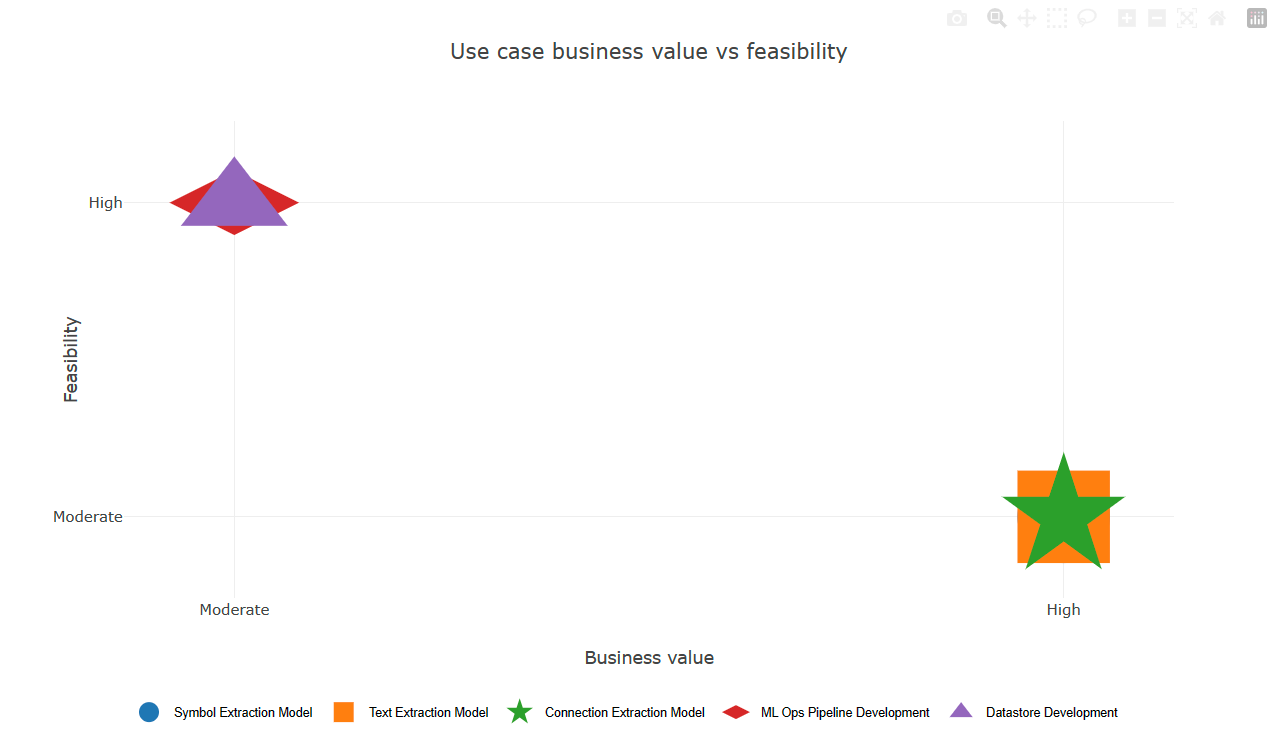 Use case business value vs feasibility
High
Feasibility
Moderate
Moderate
High
Business value
Symbol Extraction Model
Text Extraction Model
Connection Extraction Model
ML Ops Pipeline Development
Datastore Development